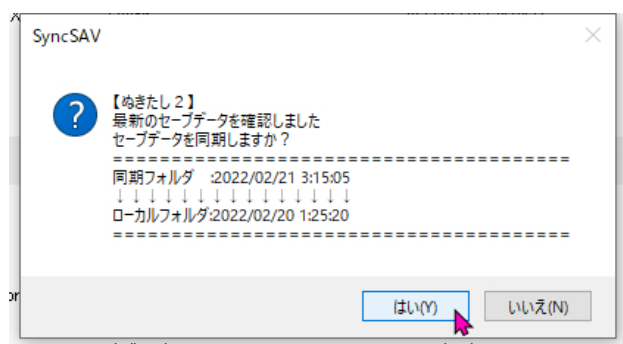 SyncSAV
【ぬきたし２】
最新のセーブデータを確認しました
セーブデータを同期しますか？
========================================
同期フォルダ　:2022/02/21 3:15:05
↓↓↓↓↓↓↓↓↓↓↓↓↓↓↓
ローカルフォルダ:2022/02/20 1:25:20
========================================
はい(Y)
いいえ(N)